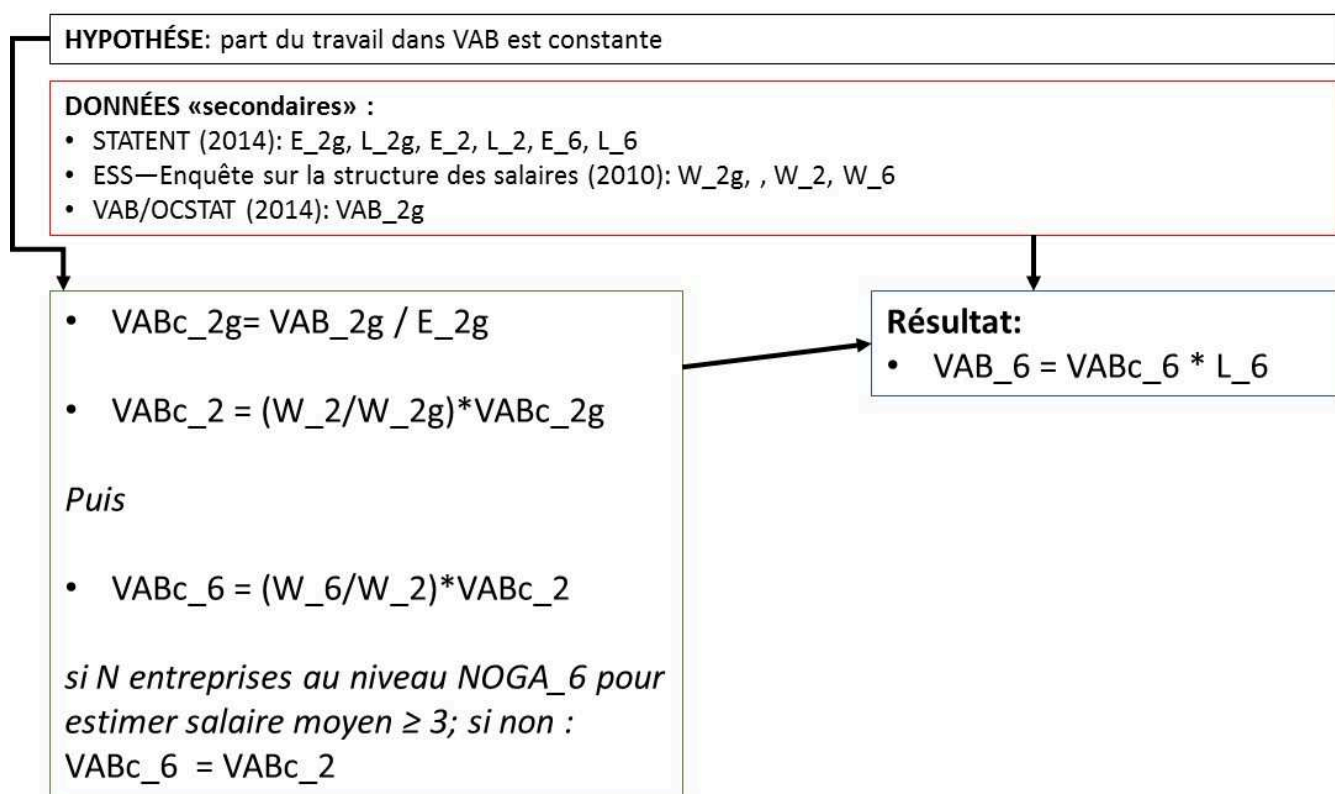 HYPOTHÉSE: part du travail dans VAB est constante
DONNÉES «secondaires» :
• STATENT (2014): E_2g, L_2g, E_2, L_2, E_6, L_6
• ESS—Enquête sur la structure des salaires (2010): W_2g, , W_2, W_6
• VAB/OCSTAT (2014): VAB_2g
• VABc_2g= VAB_2g / E_2g
• VABc_2 = (W_2/W_2g)*VABc_2g
Puis
• VABc_6 = (W_6/W_2)*VABc_2
si N entreprises au niveau NOGA_6 pour
estimer salaire moyen ≥ 3; si non :
VABc_6 = VABc_2
Résultat:
• VAB_6 = VABc_6 * L_6